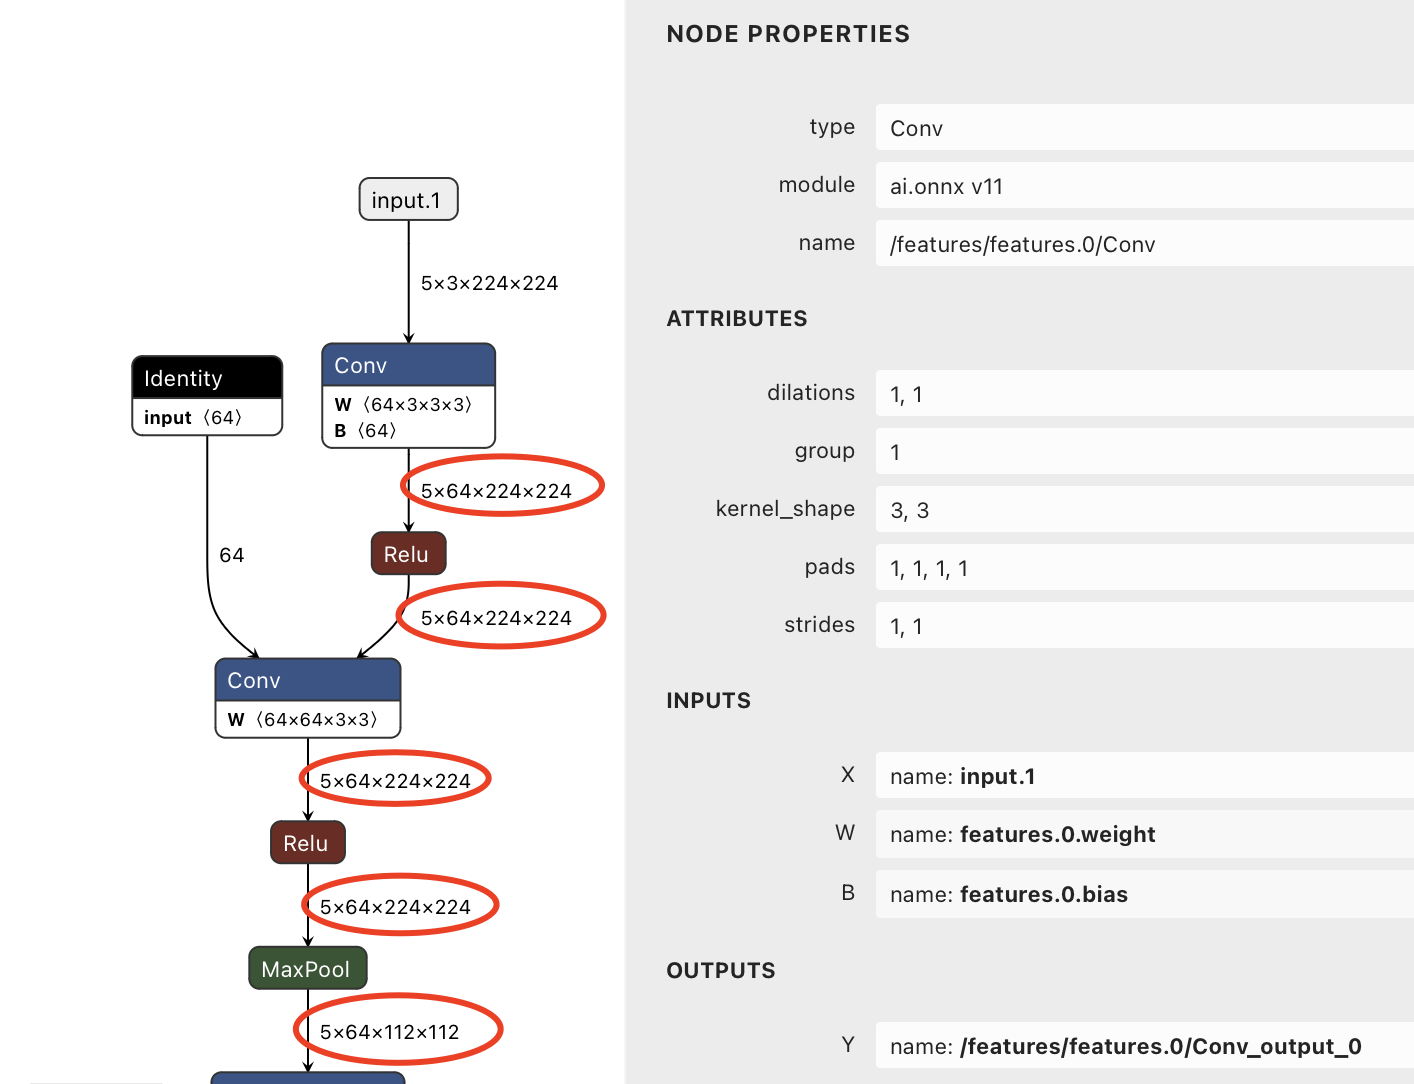 input.1
5×3×224×224
Identity
input ⟨64⟩
Conv
W ⟨64×3×3×3⟩
B ⟨64⟩
5×64×224×224
Relu
64
5×64×224×224
Conv
W ⟨64×64×3×3⟩
5×64×224×224
Relu
5×64×224×224
MaxPool
5×64×112×112
NODE PROPERTIES
type Conv
module ai.onnx v11
name /features/features.0/Conv
ATTRIBUTES
dilations 1, 1
group 1
kernel_shape 3, 3
pads 1, 1, 1, 1
strides 1, 1
INPUTS
X name: input.1
W name: features.0.weight
B name: features.0.bias
OUTPUTS
Y name: /features/features.0/Conv_output_0